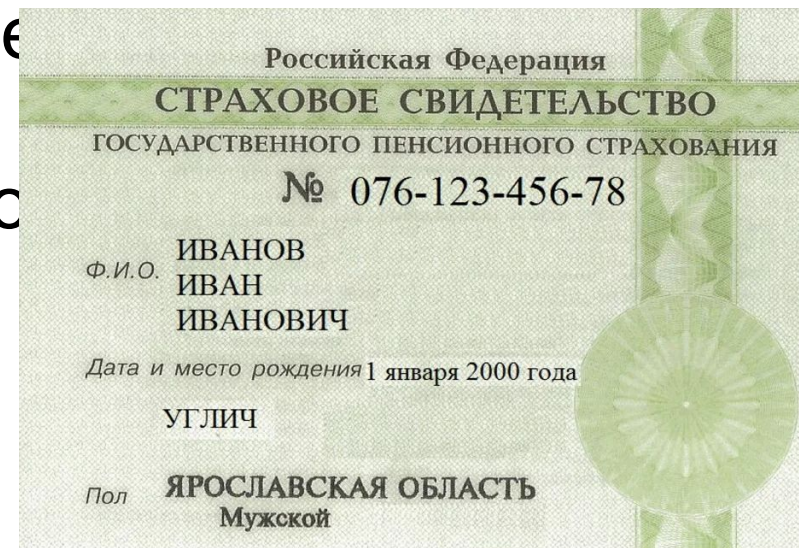 Российская Федерация
СТРАХОВОЕ СВИДЕТЕЛЬСТВО
ГОСУДАРСТВЕННОГО ПЕНСИОННОГО СТРАХОВАНИЯ
№ 076-123-456-78
Ф.И.О. ИВАНОВ
ИВАН
ИВАНОВИЧ
Дата и место рождения 1 января 2000 года
УГЛИЧ
ЯРОСЛАВСКАЯ ОБЛАСТЬ
Пол Мужской